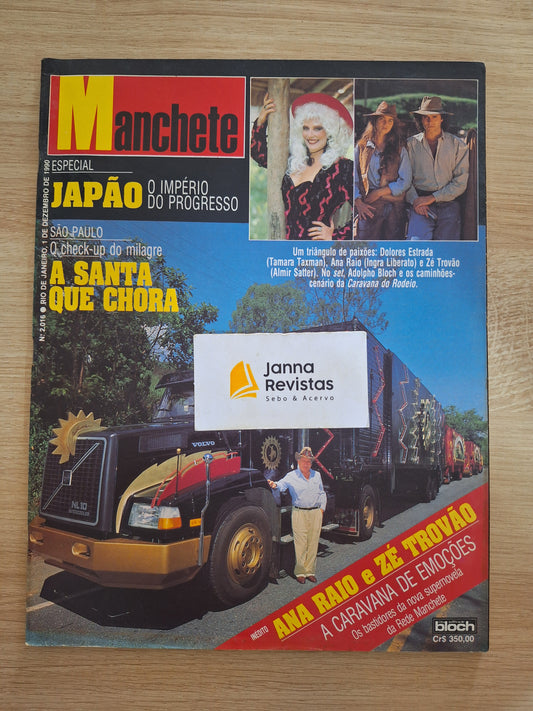 Manchete
ESPECIAL
JAPÃO O IMPÉRIO
DO PROGRESSO
SÃO PAULO
O check-up do milagre
A SANTA
QUE CHORA
Nº 2.016 ● RIO DE JANEIRO, 1 DE DEZEMBRO DE 1990
Um triângulo de paixões: Dolores Estrada
(Tamara Taxman), Ana Raio (Ingra Liberato) e Zé Trovão
(Almir Satter). No set, Adolpho Bloch e os caminhões-
cenário da Caravana do Rodeio.
Janna
Revistas
Sebo & Acervo
VOLVO
NL10
INÉDITO
ANA RAIO e ZÉ TROVÃO
A CARAVANA DE EMOÇÕES
Os bastidores da nova supernovela
da Rede Manchete
bloch
Cr$ 350,00